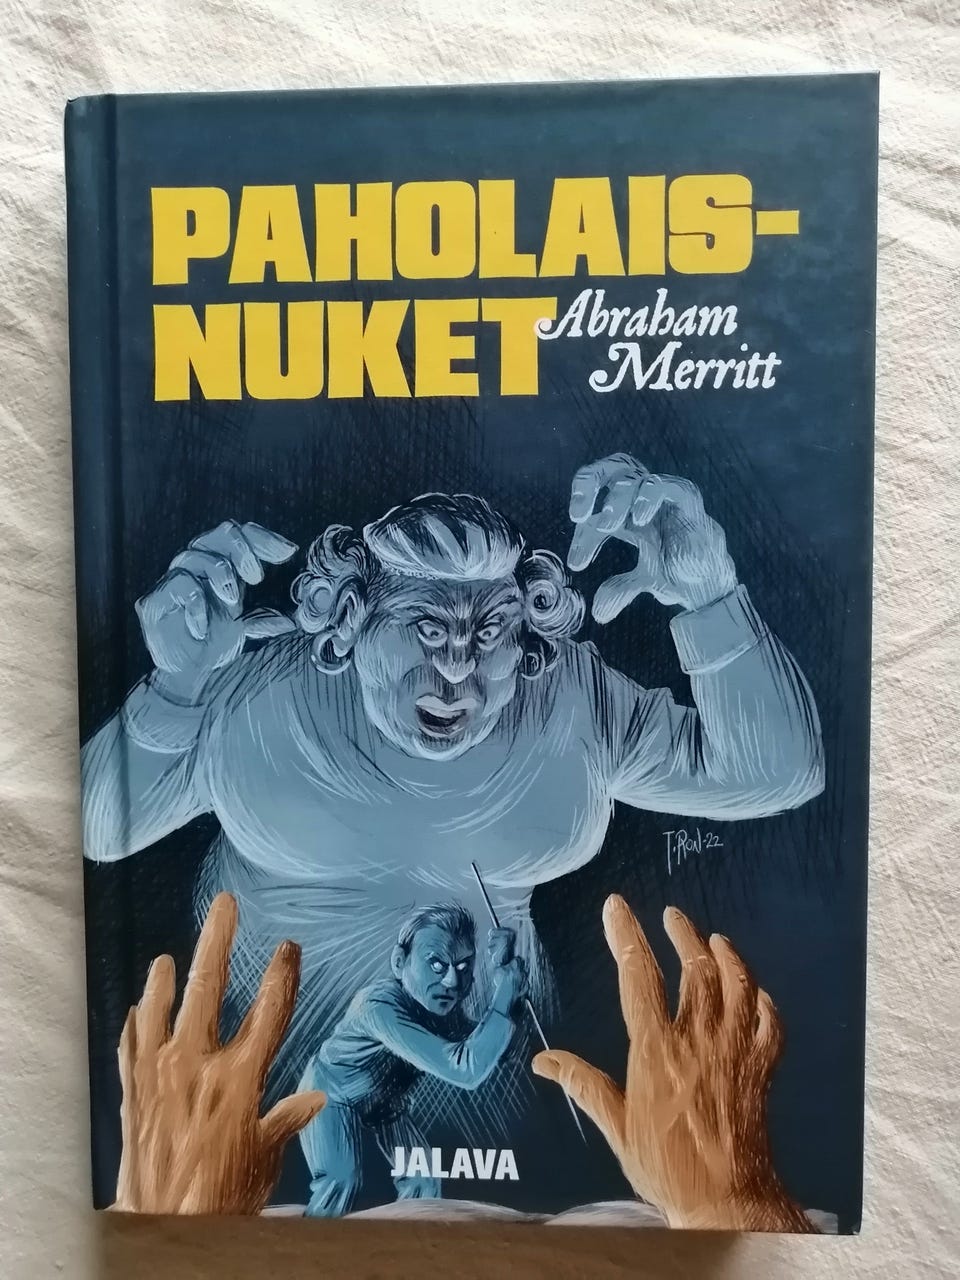 PAHOLAIS-
NUKET
Abraham
Merritt
T. RON-22
JALAVA